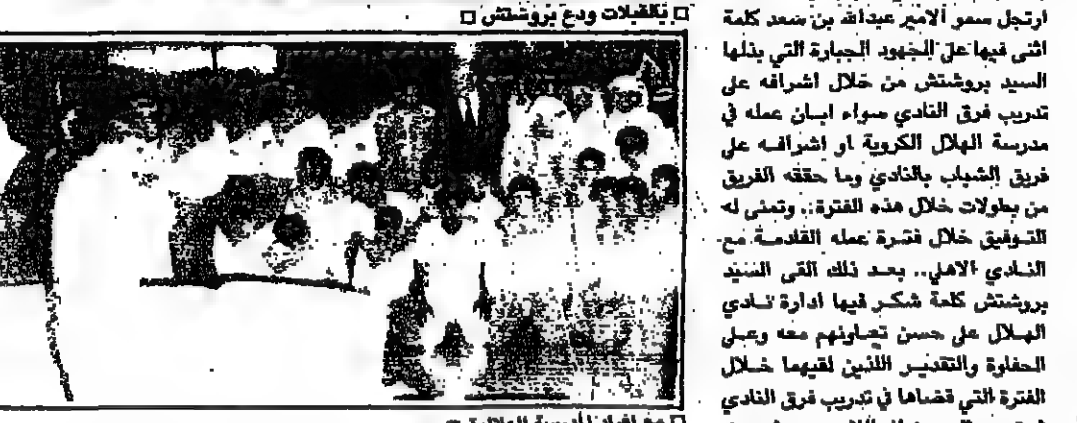 ارتجل سمو الامير عبدالله بن سعد كلمة
اثنى فيها على الجهود الجبارة التي بذلها
السيد بروشتش من خلال اشرافه على
تدريب فرق النادي سواء ابان عمله في
مدرسة الهلال الكروية او اشرافه على
فريق الشباب بالنادي وما حققه الفريق
من بطولات خلال هذه الفترة.. وتمنى له
التوفيق خلال فترة عمله القادمة مع
النادي الاهلي.. بعد ذلك القى السيد
بروشتش كلمة شكر فيها ادارة نادي
الهلال على حسن تعاونهم معه وعلى
الحفاوة والتقدير اللذين لقيهما خلال
الفترة التي قضاها في تدريب فرق النادي
□ بالقبلات ودع بروشتش □